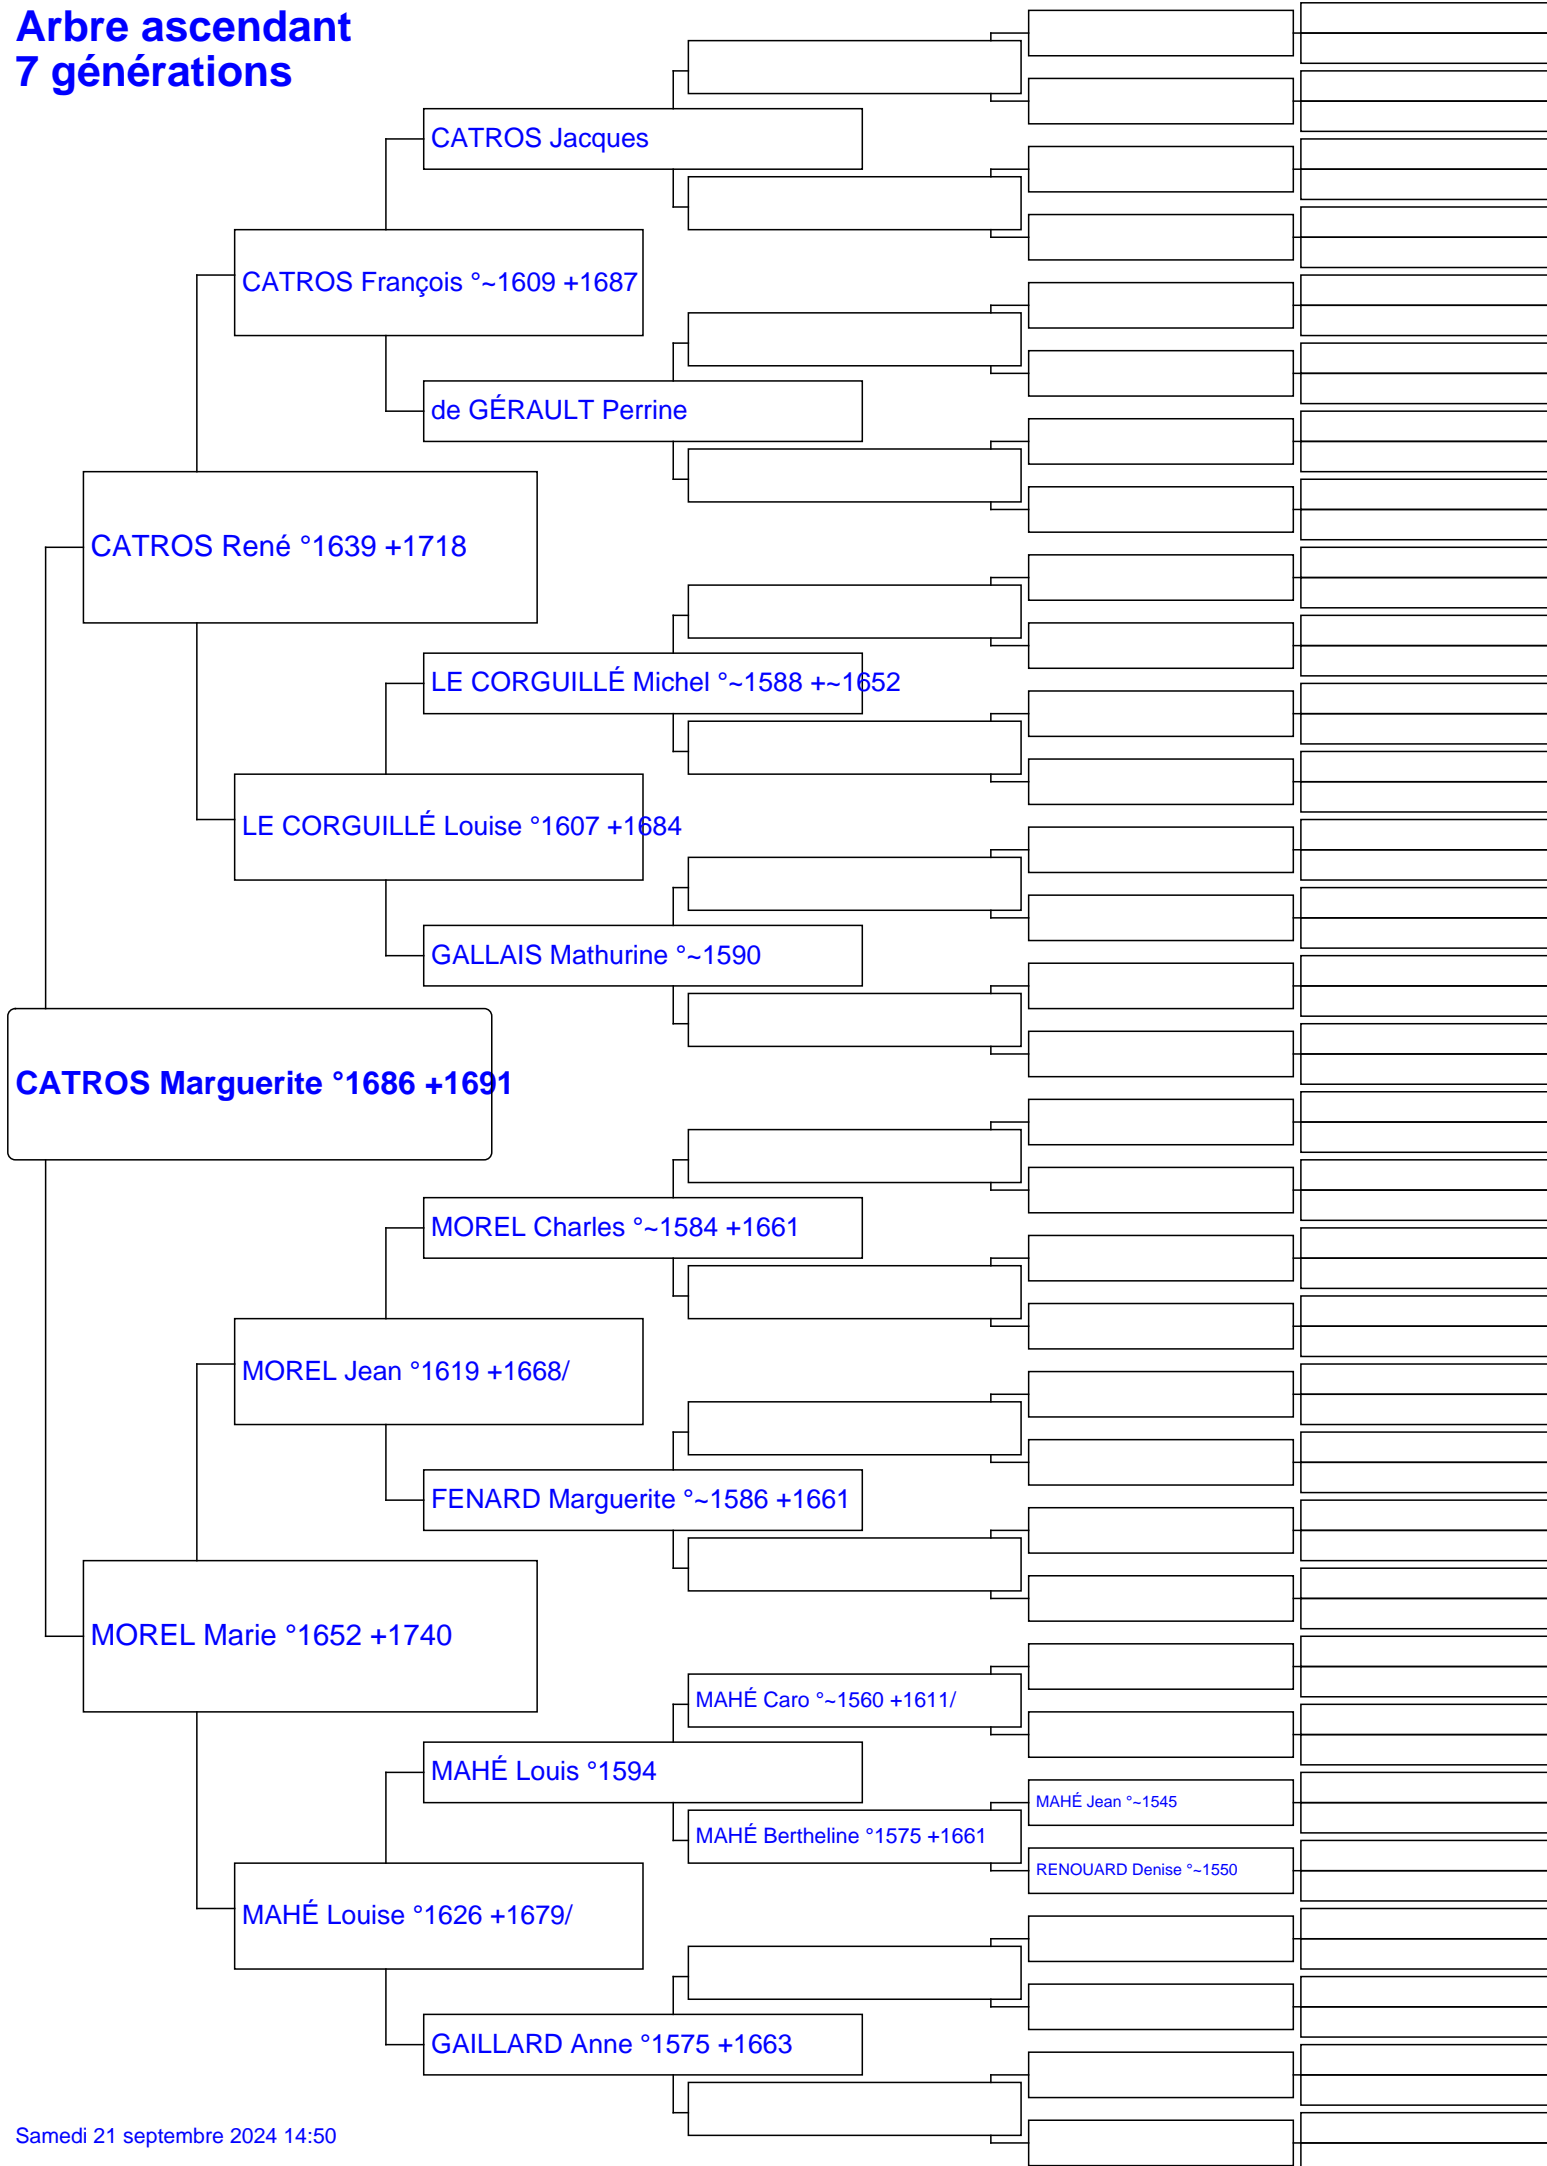 Arbre ascendant
7 générations
CATROS Jacques
CATROS François °~1609 +1687
de GÉRAULT Perrine
CATROS René °1639 +1718
LE CORGUILLÉ Michel °~1588 +~1652
LE CORGUILLÉ Louise °1607 +1684
GALLAIS Mathurine °~1590
CATROS Marguerite °1686 +1691
MOREL Charles °~1584 +1661
MOREL Jean °1619 +1668/
FENARD Marguerite °~1586 +1661
MOREL Marie °1652 +1740
MAHÉ Caro °~1560 +1611/
MAHÉ Louis °1594
MAHÉ Jean °~1545
MAHÉ Bertheline °1575 +1661
RENOUARD Denise °~1550
MAHÉ Louise °1626 +1679/
GAILLARD Anne °1575 +1663
Samedi 21 septembre 2024 14:50